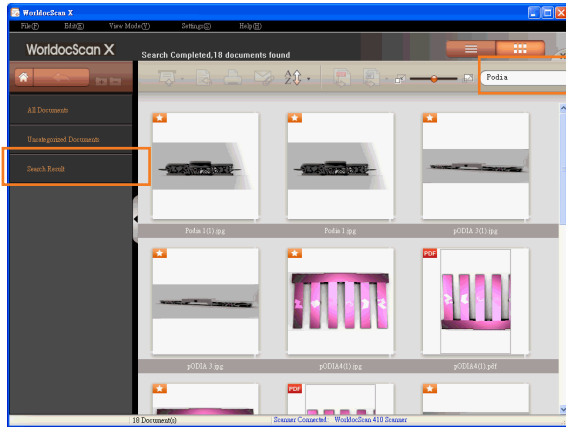 WorldocScan X
File(F) Edit(E) View Mode(Y) Settings(S) Help(H)
WorldocScan X
Search Completed,18 documents found
Podia
All Documents
Uncategorized Documents
Search Result
Podia 1(1).jpg
Podia 1.jpg
pODIA 3(1).jpg
PDF
pODIA 3.jpg
pODIA4(1).jpg
pODIA4(1).pdf
PDF
18 Document(s)
Scanner Connected: WorldocScan 410 Scanner